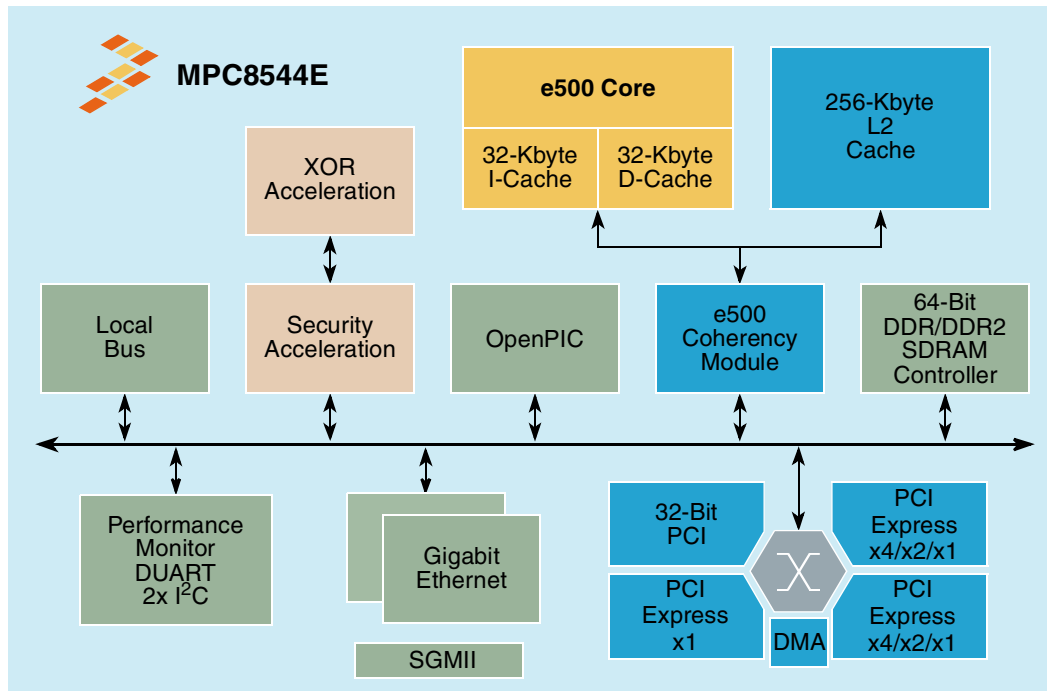 MPC8544E
e500 Core
32-Kbyte
I-Cache
32-Kbyte
D-Cache
256-Kbyte
L2
Cache
XOR
Acceleration
Local
Bus
Security
Acceleration
OpenPIC
e500
Coherency
Module
64-Bit
DDR/DDR2
SDRAM
Controller
Performance
Monitor
DUART
2x I²C
Gigabit
Ethernet
SGMII
32-Bit
PCI
PCI
Express
x4/x2/x1
PCI
Express
x1
DMA
PCI
Express
x4/x2/x1